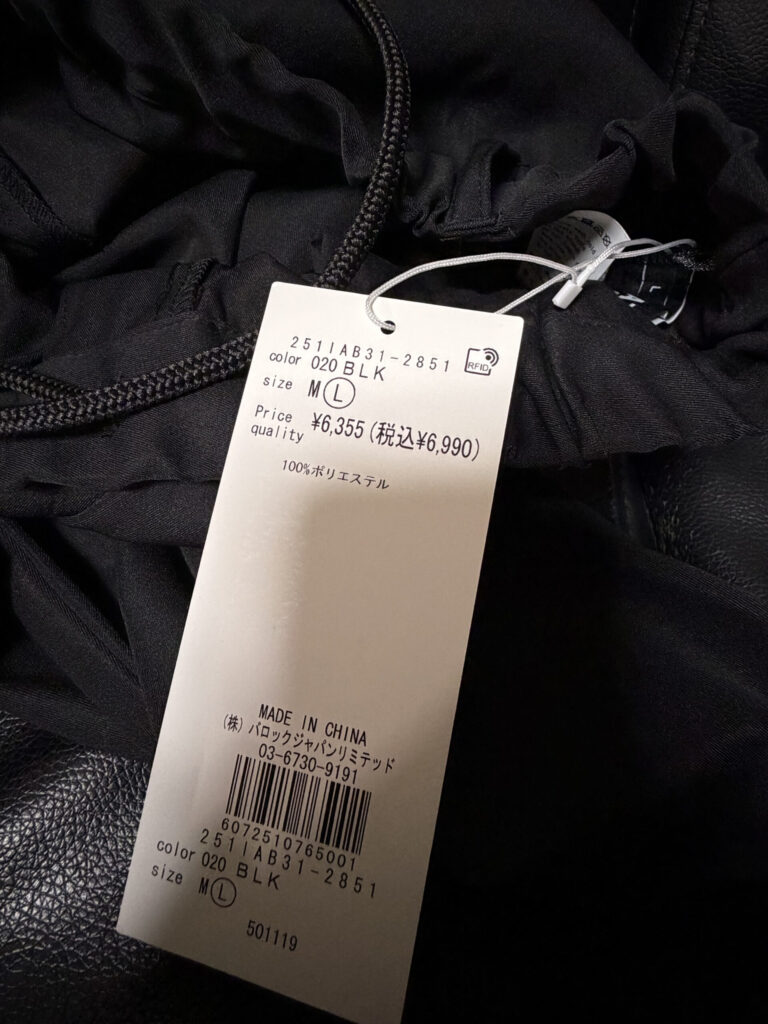 251IAB31-2851
RFID
color 020 BLK
size M L
Price ¥6,355(税込¥6,990)
quality
100%ポリエステル
MADE IN CHINA
(株)バロックジャパンリミテッド
03-6730-9191
6072510765001
251IAB31-2851
color 020 BLK
size M L
501119